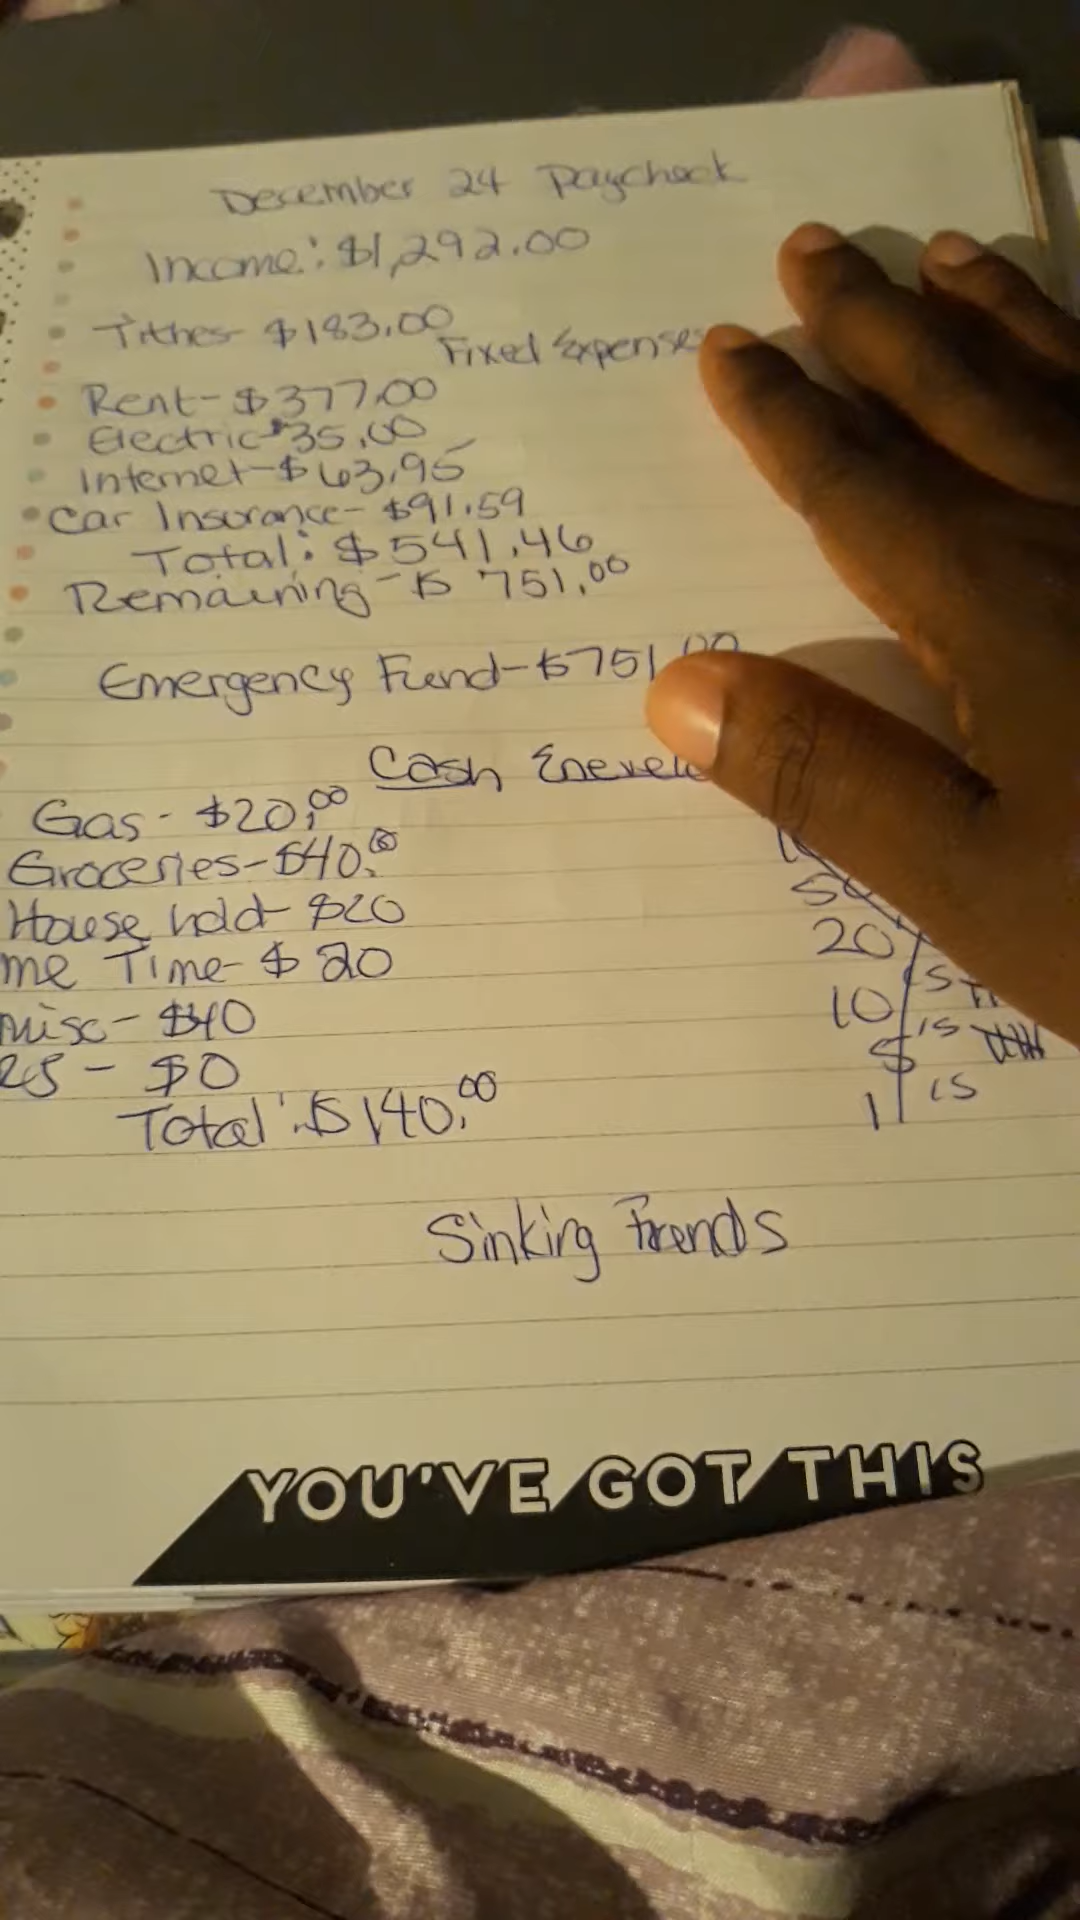 December 24 Paycheck
Income: $1,292.00
Tithes- $183.00
Fixed Expenses
Rent- $377.00
Electric-$35.00
Internet-$63.95
Car Insurance- $91.59
Total: $541.46
Remaining-$ 751.00
Emergency Fund-$751.00
Cash
Gas- $20.00
Groceries-$40.00
House hold- $20
me Time- $20
misc- $40
- $0
Total: $140.00
50
20
10
5
1
Sinking Funds
YOU'VE GOT THIS